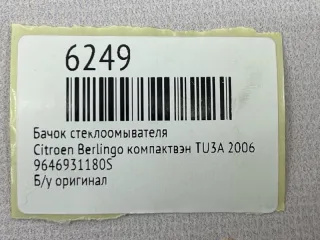 6249
Бачок стеклоомывателя
Citroen Berlingo компактвэн TU3A 2006
9646931180S
Б/у оригинал